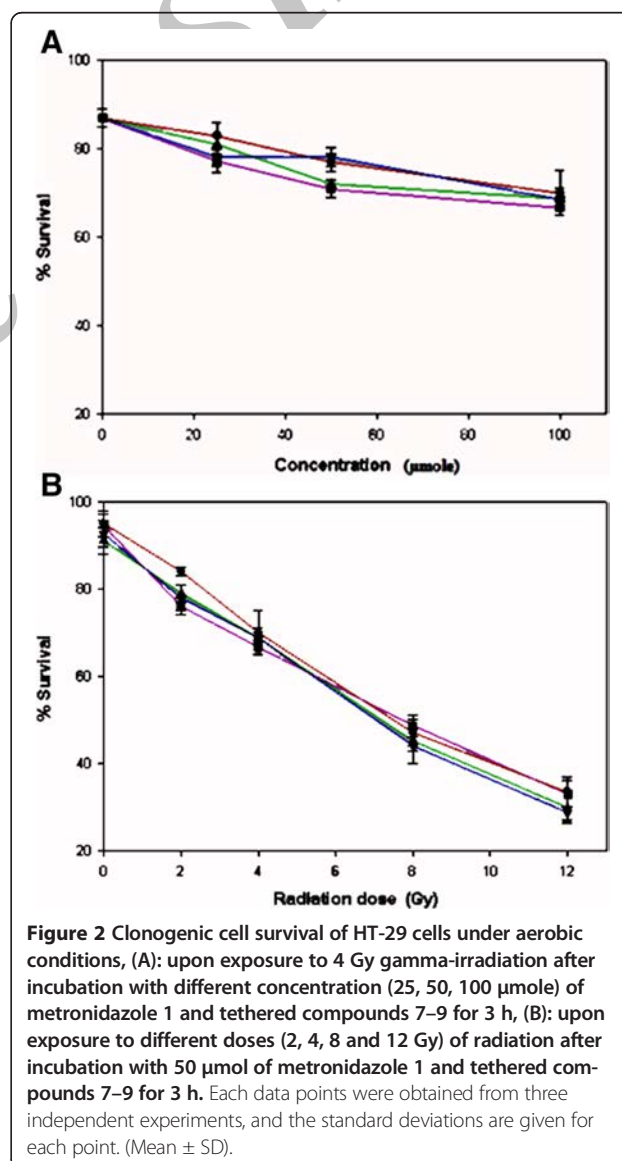 A
100
80
60
40
20
% Survival
0 20 40 60 80 100
Concentration (µmole)
B
100
80
60
40
20
% Survival
0 2 4 6 8 10 12
Radiation dose (Gy)
Figure 2 Clonogenic cell survival of HT-29 cells under aerobic
conditions, (A): upon exposure to 4 Gy gamma-irradiation after
incubation with different concentration (25, 50, 100 µmole) of
metronidazole 1 and tethered compounds 7–9 for 3 h, (B): upon
exposure to different doses (2, 4, 8 and 12 Gy) of radiation after
incubation with 50 µmol of metronidazole 1 and tethered com-
pounds 7–9 for 3 h. Each data points were obtained from three
independent experiments, and the standard deviations are given for
each point. (Mean ± SD).